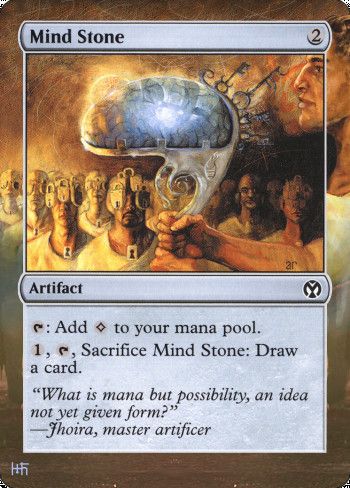 Mind Stone 2
Artifact
: Add to your mana pool.
1, , Sacrifice Mind Stone: Draw
a card.
“What is mana but possibility, an idea
not yet given form?”
—Jhoira, master artificer